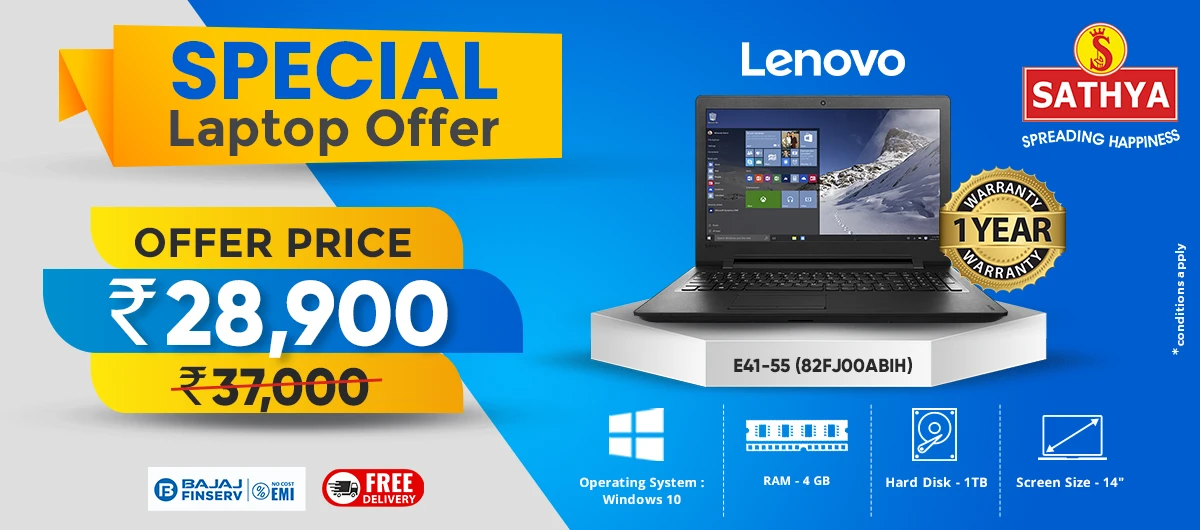 SPECIAL
Laptop Offer
OFFER PRICE
₹28,900
₹37,000
BAJAJ
FINSERV
NO COST
EMI
FREE
DELIVERY
Lenovo
S
SATHYA
SPREADING HAPPINESS
WARRANTY
1 YEAR
WARRANTY
* conditions apply
E41-55 (82FJ00ABIH)
Operating System :
Windows 10
RAM - 4 GB
Hard Disk - 1TB
Screen Size - 14"